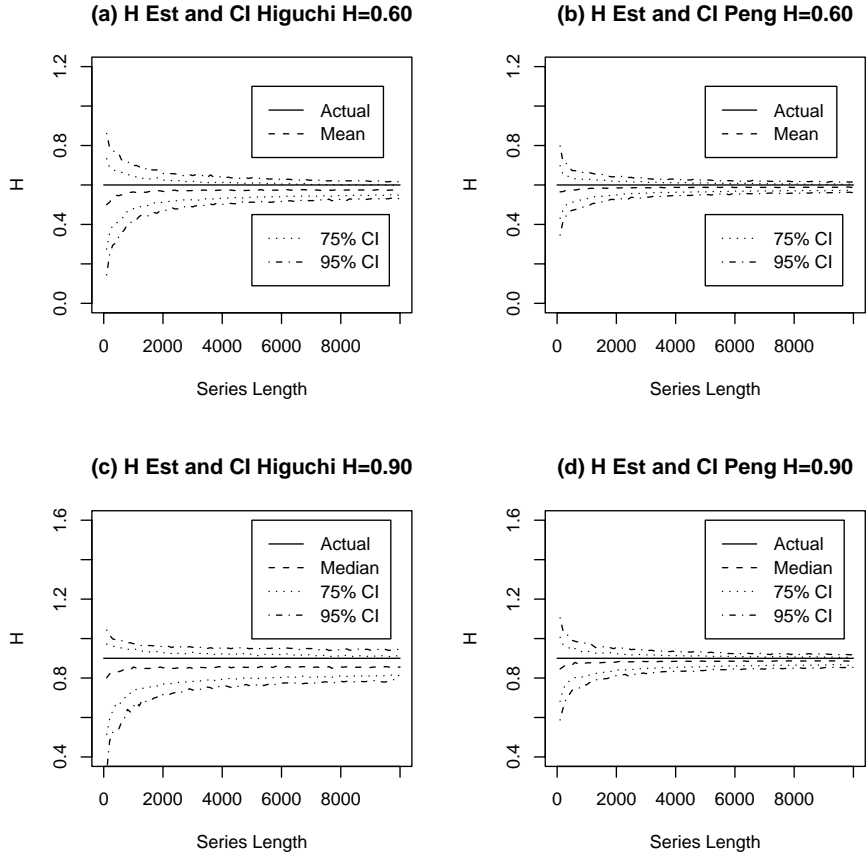 (a) H Est and CI Higuchi H=0.60
H
1.2
0.8
0.4
0.0
Actual
Mean
75% CI
95% CI
0 2000 4000 6000 8000
Series Length
(b) H Est and CI Peng H=0.60
H
1.2
0.8
0.4
0.0
Actual
Mean
75% CI
95% CI
0 2000 4000 6000 8000
Series Length
(c) H Est and CI Higuchi H=0.90
H
1.6
1.2
0.8
0.4
Actual
Median
75% CI
95% CI
0 2000 4000 6000 8000
Series Length
(d) H Est and CI Peng H=0.90
H
1.6
1.2
0.8
0.4
Actual
Median
75% CI
95% CI
0 2000 4000 6000 8000
Series Length